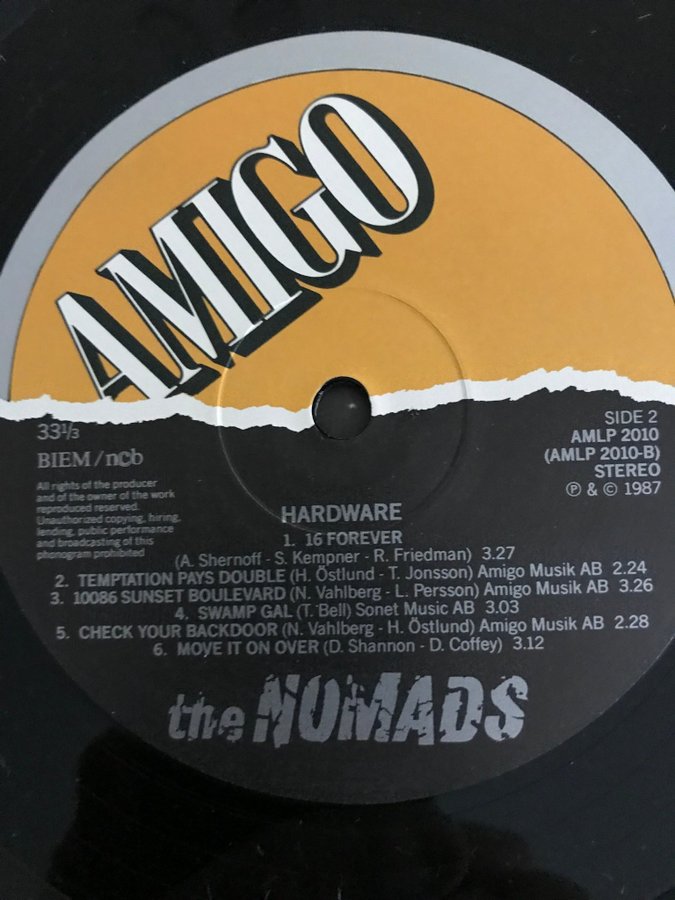 AMIGO
33⅓
BIEM/ncb
All rights of the producer
and of the owner of the work
reproduced reserved.
Unauthorized copying, hiring,
lending, public performance
and broadcasting of this
phonogram prohibited
SIDE 2
AMLP 2010
(AMLP 2010-B)
STEREO
℗ & © 1987
HARDWARE
1. 16 FOREVER
(A. Shernoff - S. Kempner - R. Friedman) 3.27
2. TEMPTATION PAYS DOUBLE (H. Östlund - T. Jonsson) Amigo Musik AB 2.24
3. 10086 SUNSET BOULEVARD (N. Vahlberg - L. Persson) Amigo Musik AB 3.26
4. SWAMP GAL (T. Bell) Sonet Music AB 3.03
5. CHECK YOUR BACKDOOR (N. Vahlberg - H. Östlund) Amigo Musik AB 2.28
6. MOVE IT ON OVER (D. Shannon - D. Coffey) 3.12
the NOMADS